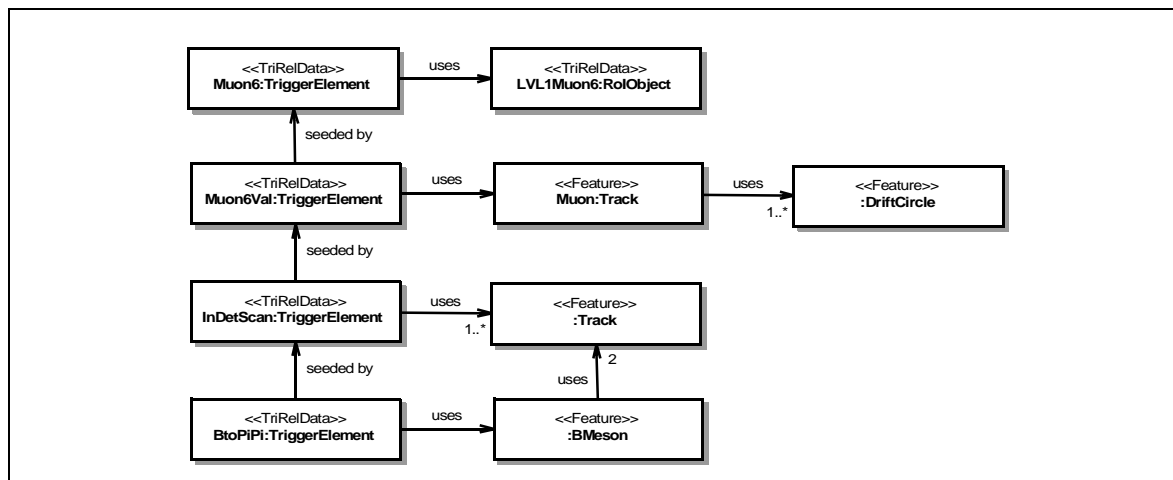 <<TriRelData>>
Muon6:TriggerElement
uses
<<TriRelData>>
LVL1Muon6:RoIObject
seeded by
<<TriRelData>>
Muon6Val:TriggerElement
uses
<<Feature>>
Muon:Track
uses
1..*
<<Feature>>
:DriftCircle
seeded by
<<TriRelData>>
InDetScan:TriggerElement
uses
1..*
<<Feature>>
:Track
seeded by
2
uses
<<TriRelData>>
BtoPiPi:TriggerElement
uses
<<Feature>>
:BMeson